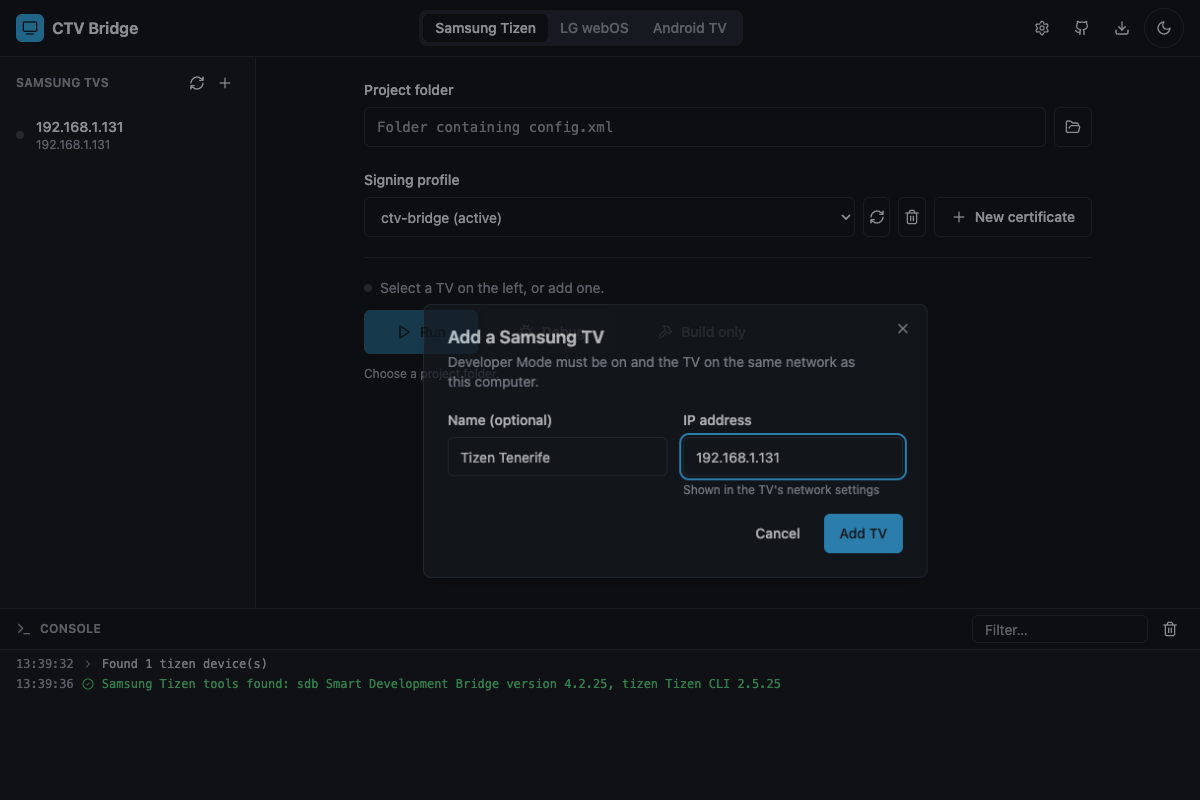 CTV Bridge
Samsung Tizen
LG webOS
Android TV
SAMSUNG TVS
192.168.1.131
192.168.1.131
Project folder
Folder containing config.xml
Signing profile
ctv-bridge (active)
New certificate
Select a TV on the left, or add one.
Run
Debug
Build only
Choose a project folder.
Add a Samsung TV
Developer Mode must be on and the TV on the same network as
this computer.
Name (optional)
IP address
Tizen Tenerife
192.168.1.131
Shown in the TV's network settings
Cancel
Add TV
CONSOLE
Filter...
13:39:32 › Found 1 tizen device(s)
13:39:36 Samsung Tizen tools found: sdb Smart Development Bridge version 4.2.25, tizen Tizen CLI 2.5.25